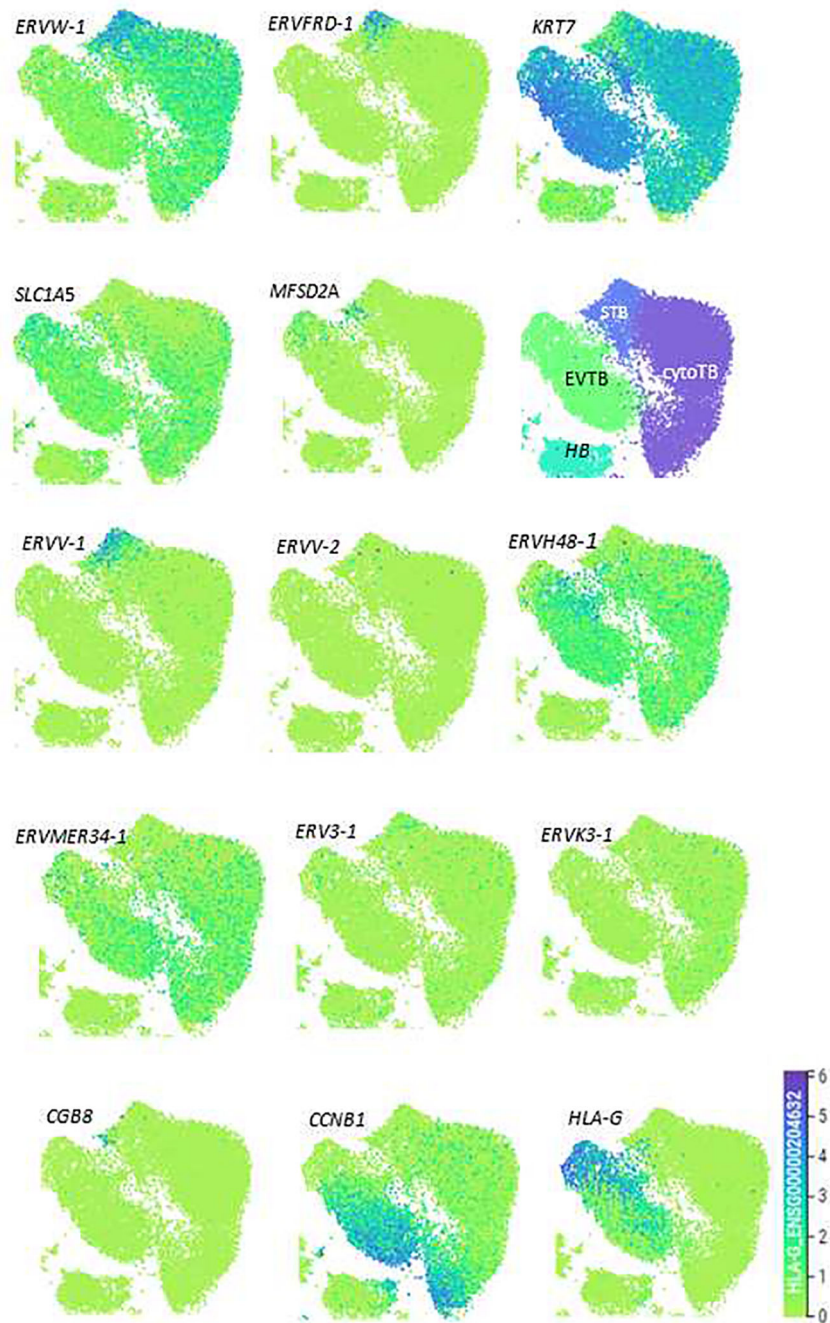 ERVW-1
ERVFRD-1
KRT7
SLC1A5
MFSD2A
STB
EVTB
cytoTB
HB
ERVV-1
ERVV-2
ERVH48-1
ERVMER34-1
ERV3-1
ERVK3-1
CGB8
CCNB1
HLA-G
HLA-G_ENSG00000204632
6
5
4
3
2
1
0